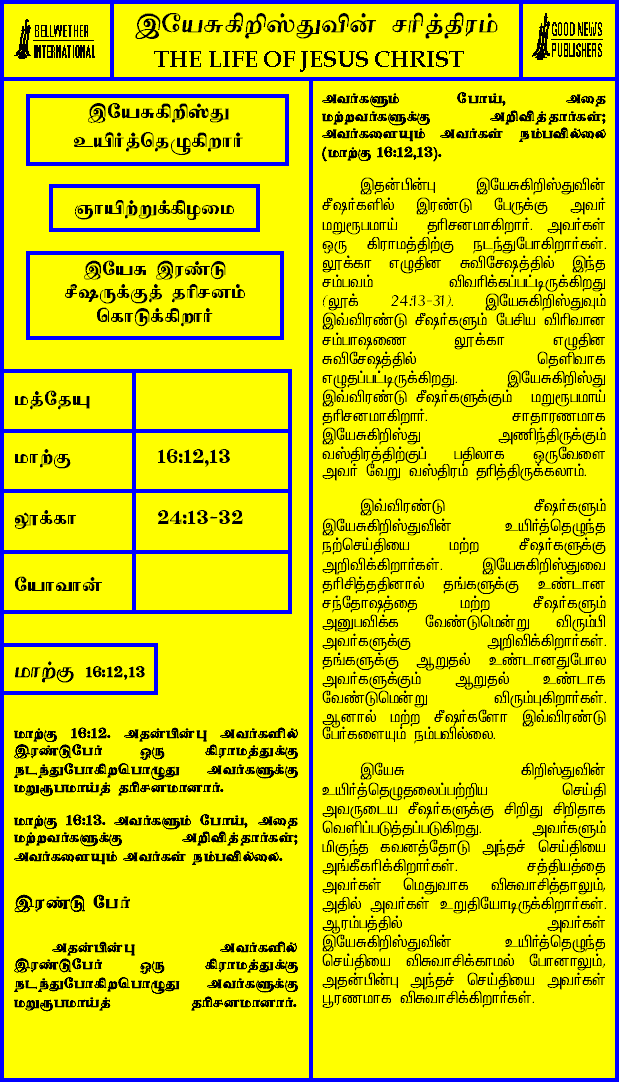 BELLWETHER
INTERNATIONAL
இயேசுகிறிஸ்துவின் சரித்திரம்
THE LIFE OF JESUS CHRIST
GOOD NEWS
PUBLISHERS
இயேசுகிறிஸ்து
உயிர்த்தெழுகிறார்
ஞாயிற்றுக்கிழமை
இயேசு இரண்டு
சீஷருக்குத் தரிசனம்
கொடுக்கிறார்
மத்தேயு
மாற்கு 16:12,13
லூக்கா 24:13-32
யோவான்
மாற்கு 16:12,13
மாற்கு 16:12. அதன்பின்பு அவர்களில்
இரண்டுபேர் ஒரு கிராமத்துக்கு
நடந்துபோகிறபொழுது அவர்களுக்கு
மறுரூபமாய்த் தரிசனமானார்.
மாற்கு 16:13. அவர்களும் போய், அதை
மற்றவர்களுக்கு அறிவித்தார்கள்;
அவர்களையும் அவர்கள் நம்பவில்லை.
இரண்டு பேர்
அதன்பின்பு அவர்களில்
இரண்டுபேர் ஒரு கிராமத்துக்கு
நடந்துபோகிறபொழுது அவர்களுக்கு
மறுரூபமாய்த் தரிசனமானார்.
அவர்களும் போய், அதை
மற்றவர்களுக்கு அறிவித்தார்கள்;
அவர்களையும் அவர்கள் நம்பவில்லை
(மாற்கு 16:12,13).
இதன்பின்பு இயேசுகிறிஸ்துவின்
சீஷர்களில் இரண்டு பேருக்கு அவர்
மறுரூபமாய் தரிசனமாகிறார். அவர்கள்
ஒரு கிராமத்திற்கு நடந்துபோகிறார்கள்.
லூக்கா எழுதின சுவிசேஷத்தில் இந்த
சம்பவம் விவரிக்கப்பட்டிருக்கிறது
(லூக் 24:13-31). இயேசுகிறிஸ்துவும்
இவ்விரண்டு சீஷர்களும் பேசிய விரிவான
சம்பாஷணை லூக்கா எழுதின
சுவிசேஷத்தில் தெளிவாக
எழுதப்பட்டிருக்கிறது. இயேசுகிறிஸ்து
இவ்விரண்டு சீஷர்களுக்கும் மறுரூபமாய்
தரிசனமாகிறார். சாதாரணமாக
இயேசுகிறிஸ்து அணிந்திருக்கும்
வஸ்திரத்திற்குப் பதிலாக ஒருவேளை
அவர் வேறு வஸ்திரம் தரித்திருக்கலாம்.
இவ்விரண்டு சீஷர்களும்
இயேசுகிறிஸ்துவின் உயிர்த்தெழுந்த
நற்செய்தியை மற்ற சீஷர்களுக்கு
அறிவிக்கிறார்கள். இயேசுகிறிஸ்துவை
தரிசித்ததினால் தங்களுக்கு உண்டான
சந்தோஷத்தை மற்ற சீஷர்களும்
அனுபவிக்க வேண்டுமென்று விரும்பி
அவர்களுக்கு அறிவிக்கிறார்கள்.
தங்களுக்கு ஆறுதல் உண்டானதுபோல
அவர்களுக்கும் ஆறுதல் உண்டாக
வேண்டுமென்று விரும்புகிறார்கள்.
ஆனால் மற்ற சீஷர்களோ இவ்விரண்டு
பேர்களையும் நம்பவில்லை.
இயேசு கிறிஸ்துவின்
உயிர்த்தெழுதலைப்பற்றிய செய்தி
அவருடைய சீஷர்களுக்கு சிறிது சிறிதாக
வெளிப்படுத்தப்படுகிறது. அவர்களும்
மிகுந்த கவனத்தோடு அந்தச் செய்தியை
அங்கீகரிக்கிறார்கள். சத்தியத்தை
அவர்கள் மெதுவாக விசுவாசித்தாலும்,
அதில் அவர்கள் உறுதியோடிருக்கிறார்கள்.
ஆரம்பத்தில் அவர்கள்
இயேசுகிறிஸ்துவின் உயிர்த்தெழுந்த
செய்தியை விசுவாசிக்காமல் போனாலும்,
அதன்பின்பு அந்தச் செய்தியை அவர்கள்
பூரணமாக விசுவாசிக்கிறார்கள்.